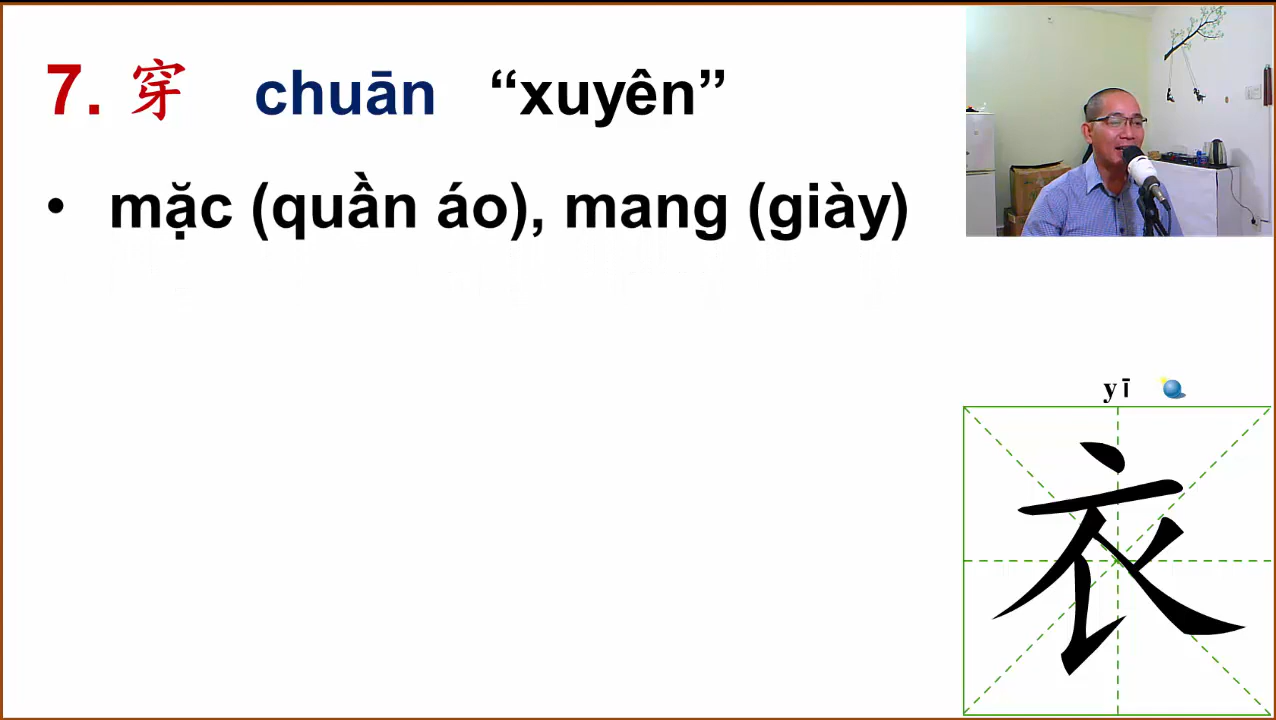 7. 穿 chuān “xuyên”
• mặc (quần áo), mang (giày)
yī
衣